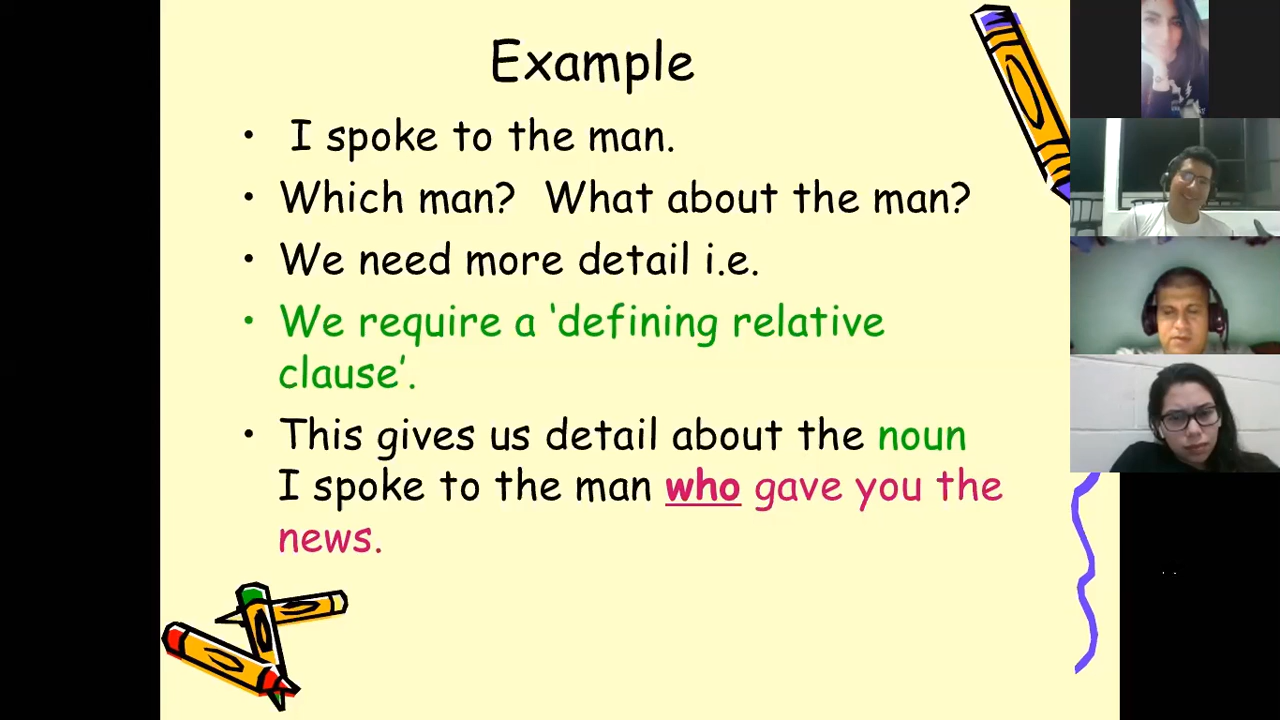 Example
• I spoke to the man.
• Which man? What about the man?
• We need more detail i.e.
• We require a ‘defining relative
clause’.
• This gives us detail about the noun
I spoke to the man who gave you the
news.